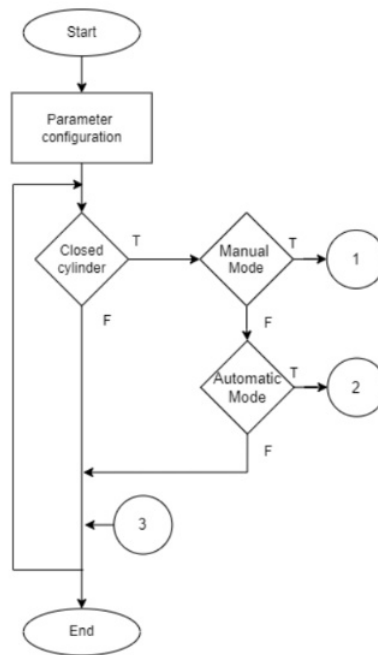 Start
Parameter
configuration
Closed
cylinder
T
Manual
Mode
T
1
F
F
Automatic
Mode
T
2
F
3
End